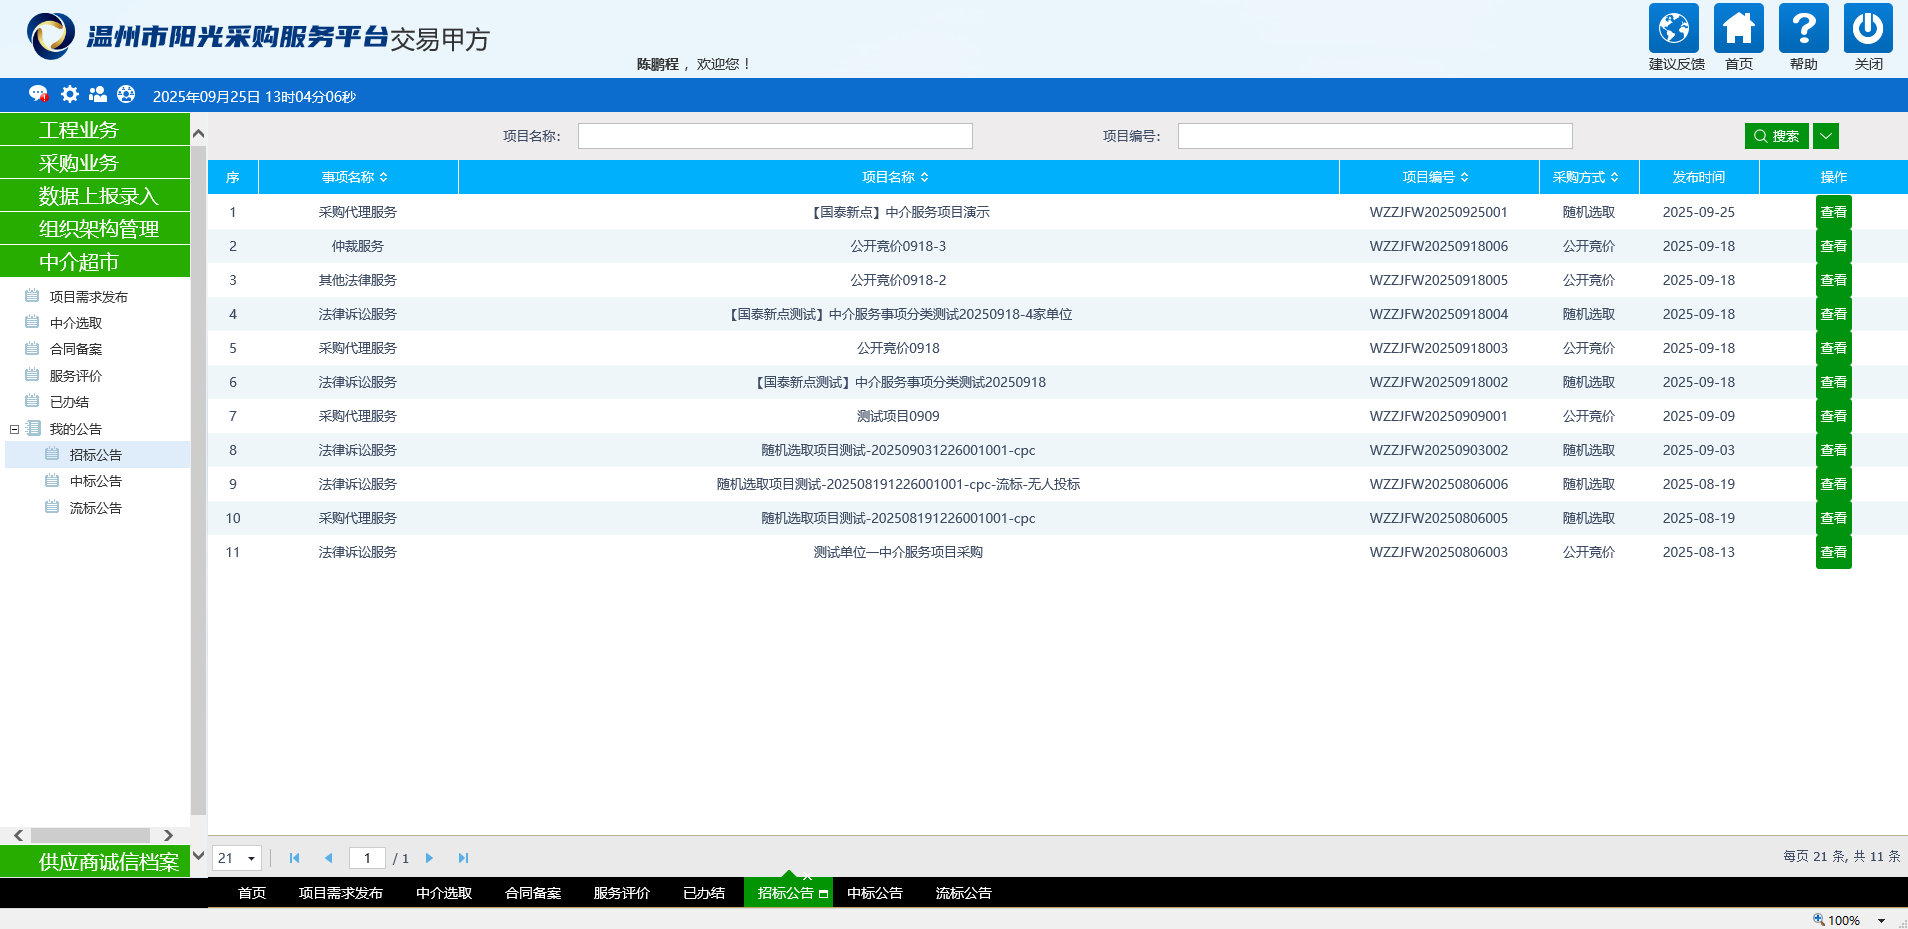 温州市阳光采购服务平台交易甲方
陈鹏程 ，欢迎您！
建议反馈 首页 帮助 关闭
2025年09月25日 13时04分06秒
工程业务
采购业务
数据上报录入
组织架构管理
中介超市
项目需求发布
中介选取
合同备案
服务评价
已办结
我的公告
招标公告
中标公告
流标公告
供应商诚信档案
项目名称： 项目编号： 搜索
序 事项名称 项目名称 项目编号 采购方式 发布时间 操作
1 采购代理服务 【国泰新点】中介服务项目演示 WZZJFW20250925001 随机选取 2025-09-25 查看
2 仲裁服务 公开竞价0918-3 WZZJFW20250918006 公开竞价 2025-09-18 查看
3 其他法律服务 公开竞价0918-2 WZZJFW20250918005 公开竞价 2025-09-18 查看
4 法律诉讼服务 【国泰新点测试】中介服务事项分类测试20250918-4家单位 WZZJFW20250918004 随机选取 2025-09-18 查看
5 采购代理服务 公开竞价0918 WZZJFW20250918003 公开竞价 2025-09-18 查看
6 法律诉讼服务 【国泰新点测试】中介服务事项分类测试20250918 WZZJFW20250918002 随机选取 2025-09-18 查看
7 采购代理服务 测试项目0909 WZZJFW20250909001 公开竞价 2025-09-09 查看
8 法律诉讼服务 随机选取项目测试-202509031226001001-cpc WZZJFW20250903002 随机选取 2025-09-03 查看
9 法律诉讼服务 随机选取项目测试-202508191226001001-cpc-流标-无人投标 WZZJFW20250806006 随机选取 2025-08-19 查看
10 采购代理服务 随机选取项目测试-202508191226001001-cpc WZZJFW20250806005 随机选取 2025-08-19 查看
11 法律诉讼服务 测试单位一中介服务项目采购 WZZJFW20250806003 公开竞价 2025-08-13 查看
21 1 / 1 每页 21 条, 共 11 条
首页 项目需求发布 中介选取 合同备案 服务评价 已办结 招标公告 中标公告 流标公告
100%